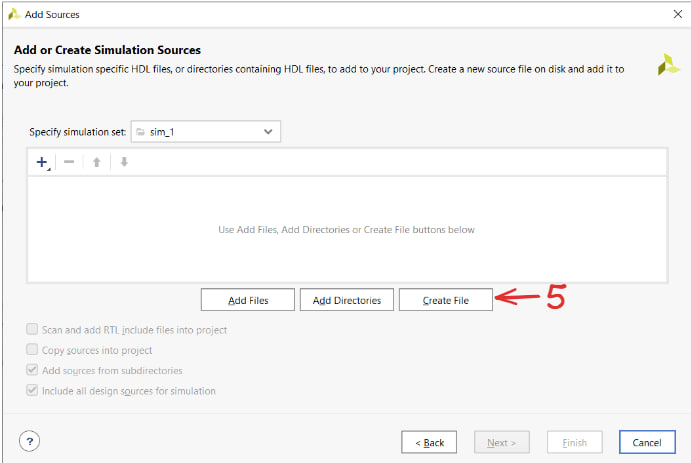 Add Sources
Add or Create Simulation Sources
Specify simulation specific HDL files, or directories containing HDL files, to add to your project. Create a new source file on disk and add it to
your project.
Specify simulation set: sim_1
Use Add Files, Add Directories or Create File buttons below
Add Files Add Directories Create File 5
Scan and add RTL include files into project
Copy sources into project
Add sources from subdirectories
Include all design sources for simulation
? < Back Next > Finish Cancel